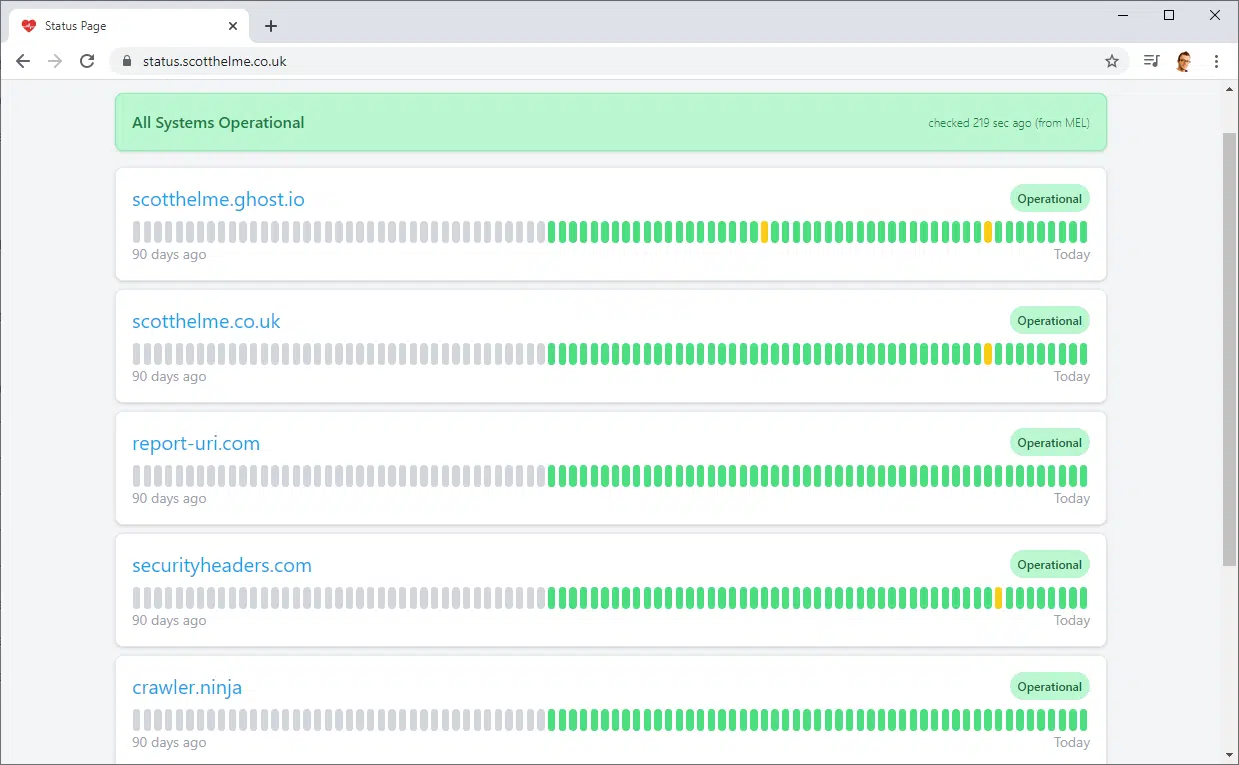 Status Page
status.scotthelme.co.uk
All Systems Operational
checked 219 sec ago (from MEL)
scotthelme.ghost.io
Operational
90 days ago
Today
scotthelme.co.uk
Operational
90 days ago
Today
report-uri.com
Operational
90 days ago
Today
securityheaders.com
Operational
90 days ago
Today
crawler.ninja
Operational
90 days ago
Today